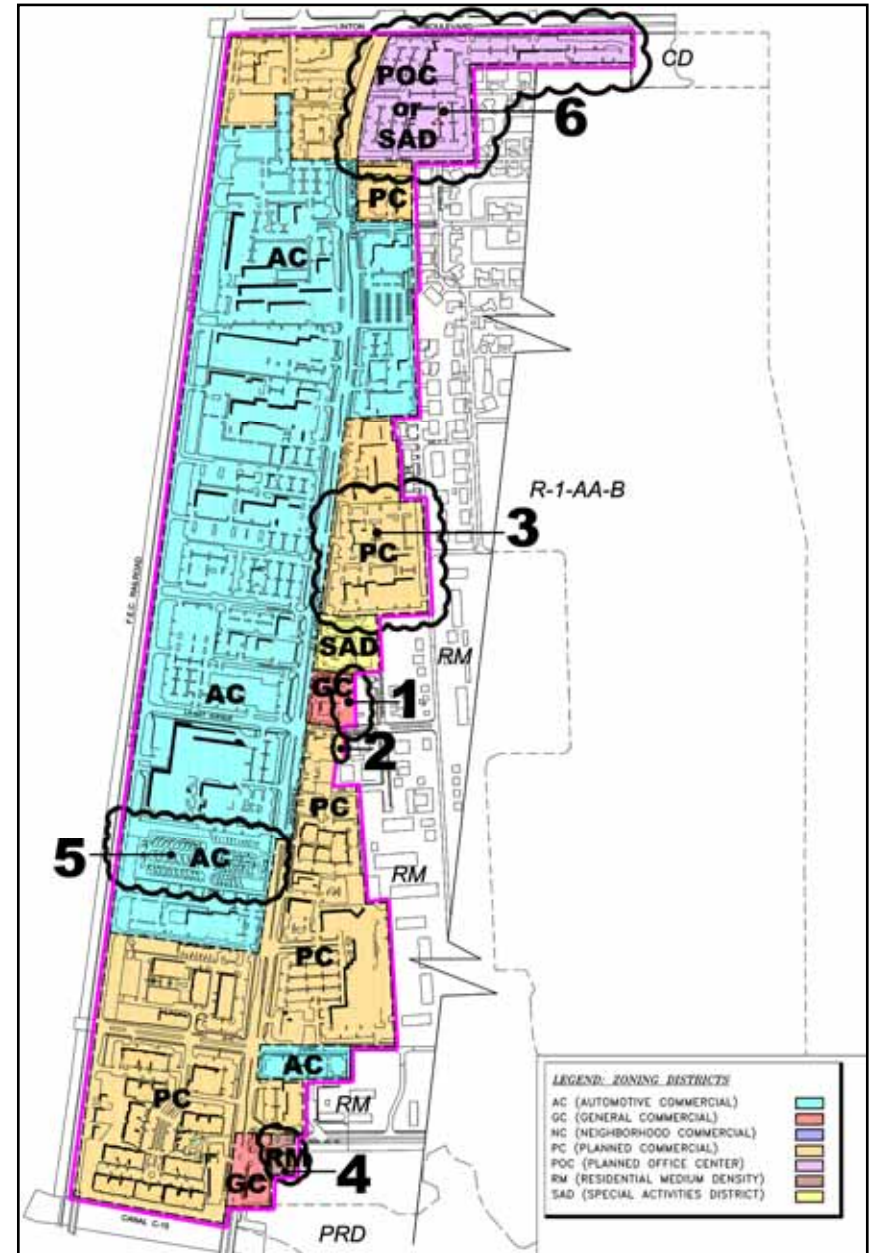 LINTON BOULEVARD
CD
POC
or
SAD
6
PC
AC
R-1-AA-B
3
PC
F.E.C. RAILROAD
SAD
RM
GC
1
AC
2
PC
5
AC
RM
PC
AC
PC
RM
RM
4
GC
CANAL C-15
PRD
LEGEND: ZONING DISTRICTS
AC (AUTOMOTIVE COMMERCIAL)
GC (GENERAL COMMERCIAL)
NC (NEIGHBORHOOD COMMERCIAL)
PC (PLANNED COMMERCIAL)
POC (PLANNED OFFICE CENTER)
RM (RESIDENTIAL MEDIUM DENSITY)
SAD (SPECIAL ACTIVITIES DISTRICT)